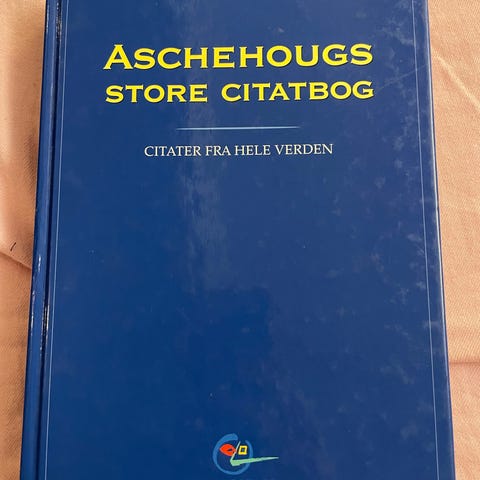 ASCHEHOUGS
STORE CITATBOG
CITATER FRA HELE VERDEN